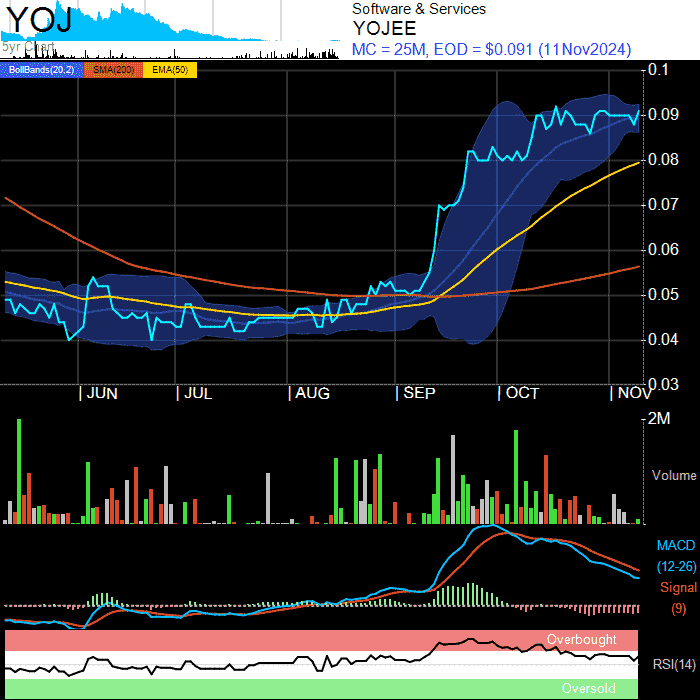 YOJ
Software & Services
YOJEE
5yr Chart
MC = 25M, EOD = $0.091 (11Nov2024)
BollBands(20,2) SMA(200) EMA(50)
0.1
0.09
0.08
0.07
0.06
0.05
0.04
0.03
JUN JUL AUG SEP OCT NOV
2M
Volume
MACD
(12-26)
Signal
(9)
Overbought
RSI(14)
Oversold